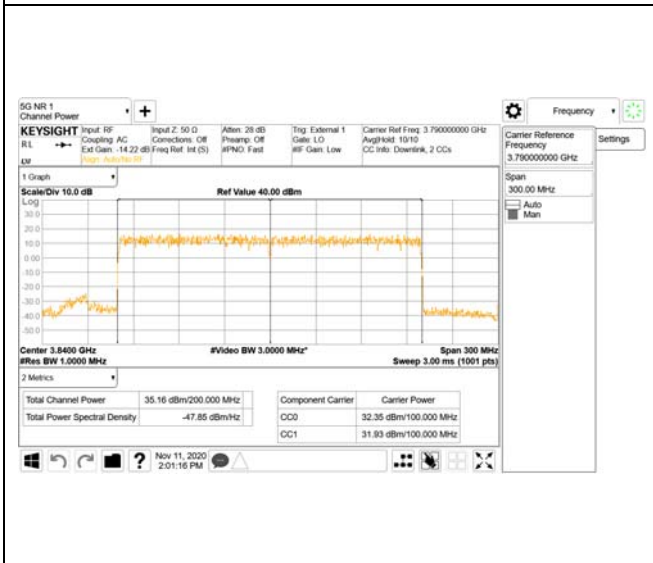 5G NR 1
Channel Power
Frequency
KEYSIGHT
Input: RF
Input Z: 50 Ω
Atten: 28 dB
Trig: External 1
Carrier Ref Freq: 3.790000000 GHz
RL
Coupling: AC
Corrections: Off
Preamp: Off
Gate: LO
Avg|Hold: 10/10
Ext Gain: -14.22 dB
Freq Ref: Int (S)
#PNO: Fast
#IF Gain: Low
CC Info: Downlink, 2 CCs
Align: Auto/No RF
Carrier Reference
Frequency
3.790000000 GHz
Settings
Span
300.00 MHz
Auto
Man
1 Graph
Scale/Div 10.0 dB
Ref Value 40.00 dBm
Log
30.0
20.0
10.0
0.00
-10.0
-20.0
-30.0
-40.0
-50.0
Center 3.8400 GHz
#Video BW 3.0000 MHz*
Span 300 MHz
#Res BW 1.0000 MHz
Sweep 3.00 ms (1001 pts)
2 Metrics
Total Channel Power
35.16 dBm/200.000 MHz
Component Carrier
Carrier Power
Total Power Spectral Density
-47.85 dBm/Hz
CC0
32.35 dBm/100.000 MHz
CC1
31.93 dBm/100.000 MHz
?
Nov 11, 2020
2:01:16 PM